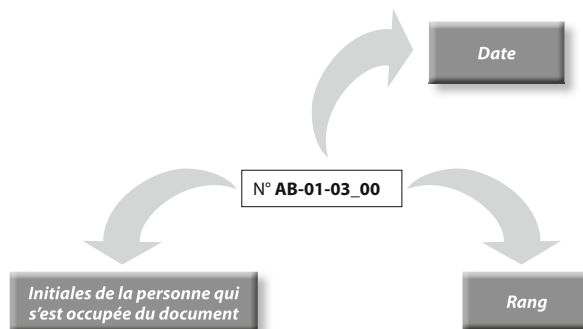 Date
N° AB-01-03_00
Initiales de la personne qui
s'est occupée du document
Rang